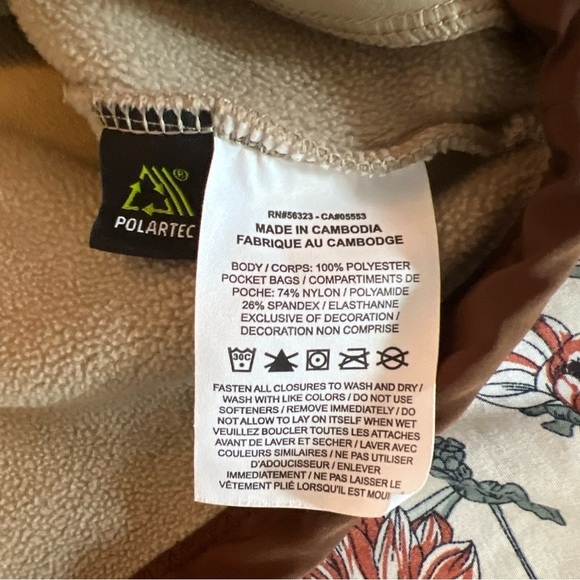 ®
POLARTEC
RN#56323 - CA#05553
MADE IN CAMBODIA
FABRIQUE AU CAMBODGE
BODY / CORPS: 100% POLYESTER
POCKET BAGS / COMPARTIMENTS DE
POCHE: 74% NYLON / POLYAMIDE
26% SPANDEX / ELASTHANNE
EXCLUSIVE OF DECORATION /
DECORATION NON COMPRISE
30C
FASTEN ALL CLOSURES TO WASH AND DRY /
WASH WITH LIKE COLORS / DO NOT USE
SOFTENERS / REMOVE IMMEDIATELY / DO
NOT ALLOW TO LAY ON ITSELF WHEN WET
VEUILLEZ BOUCLER TOUTES LES ATTACHES
AVANT DE LAVER ET SECHER / LAVER AVEC
COULEURS SIMILAIRES / NE PAS UTILISER
D'ADOUCISSEUR / ENLEVER
IMMEDIATEMENT / NE PAS LAISSER LE
VÊTEMENT PLIÉ LORSQU'IL EST